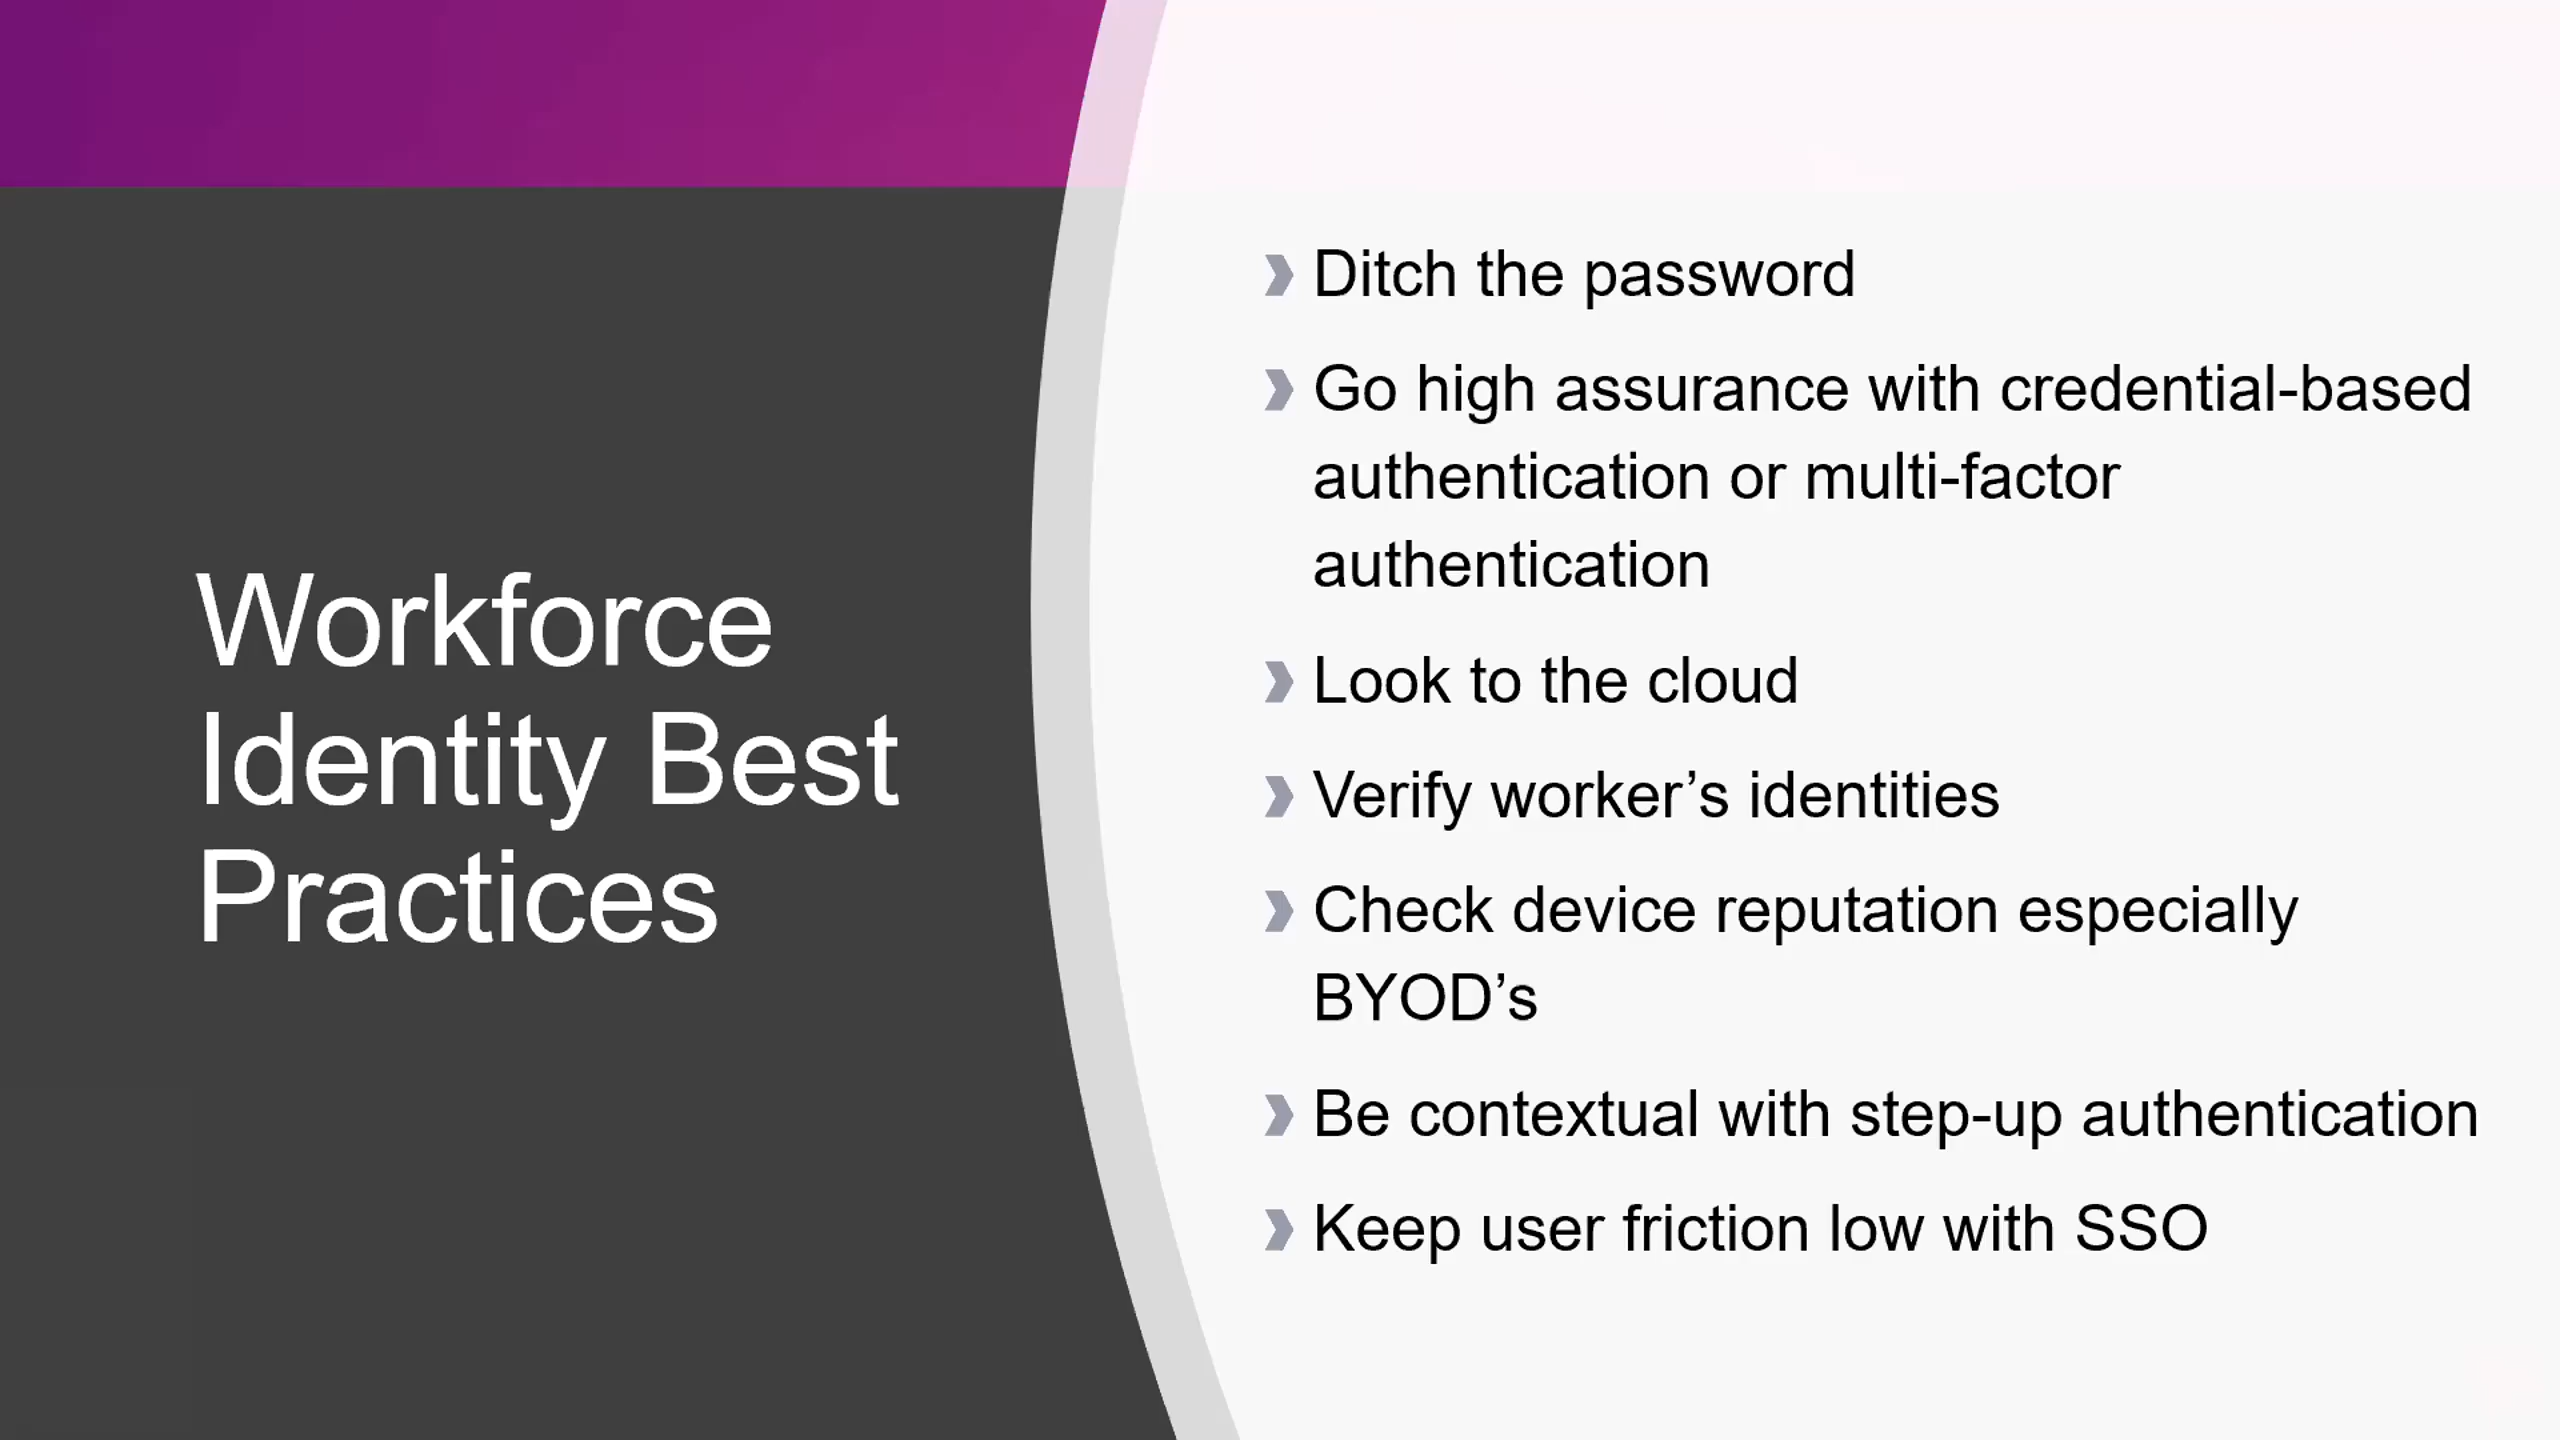 Workforce
Identity Best
Practices
Ditch the password
Go high assurance with credential-based
authentication or multi-factor
authentication
Look to the cloud
Verify worker’s identities
Check device reputation especially
BYOD’s
Be contextual with step-up authentication
Keep user friction low with SSO